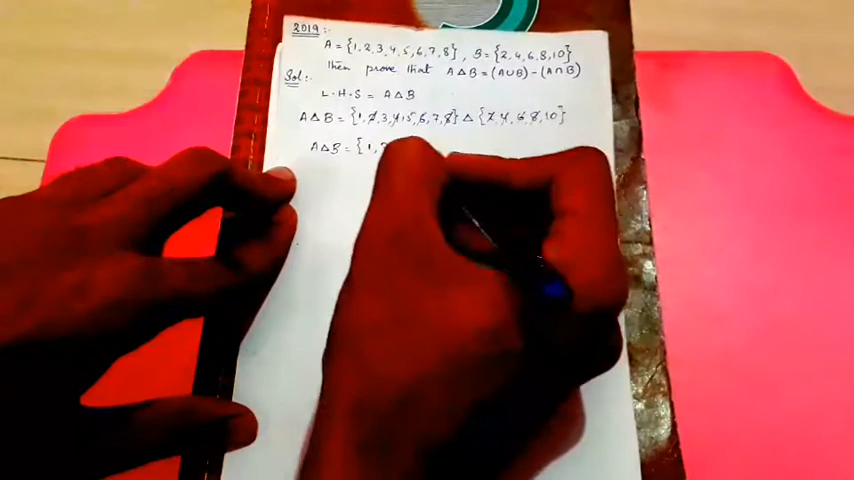 2019:-
A = {1,2,3,4,5,6,7,8}, B = {2,4,6,8,10}
then prove that A△B = (A∪B) - (A∩B)
Sol:-
L.H.S = A△B
A△B = {1,2,3,4,5,6,7,8} △ {2,4,6,8,10}
A△B = {1,